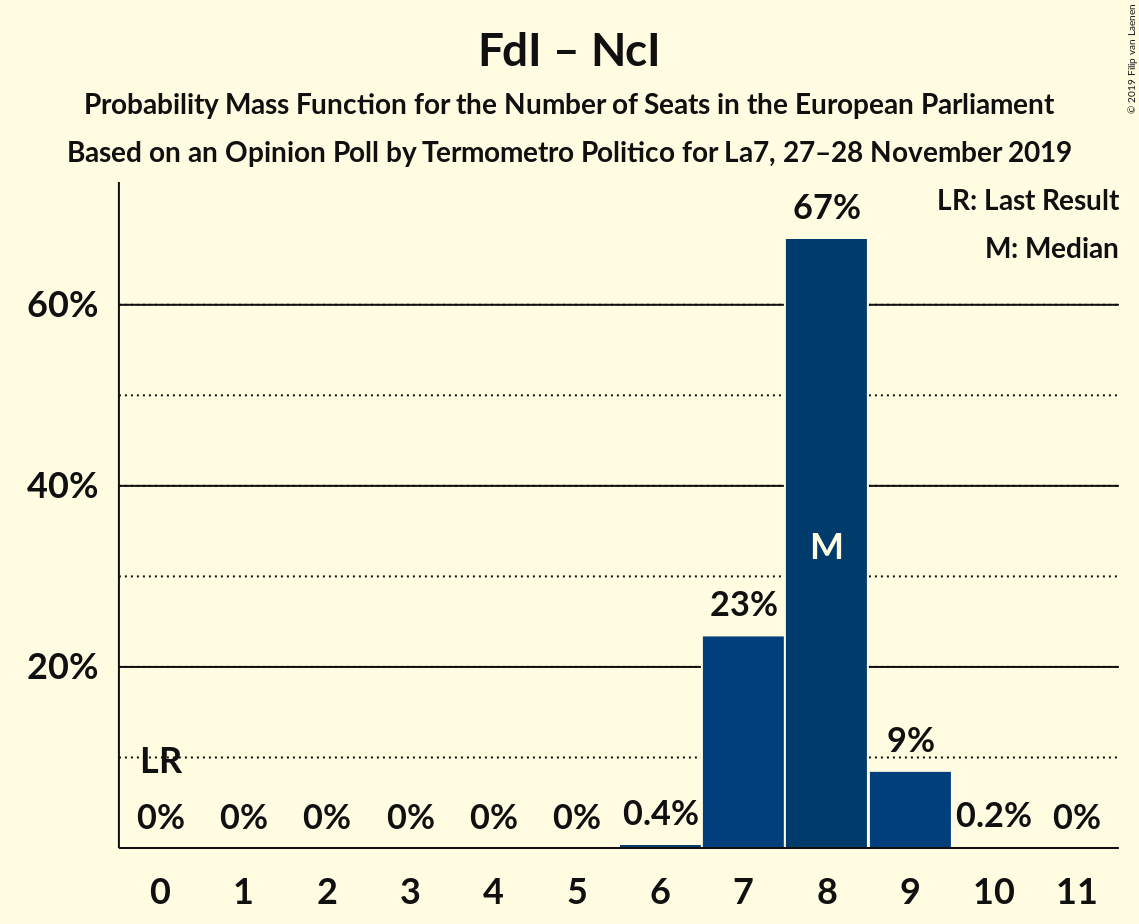 FdI – NcI
Probability Mass Function for the Number of Seats in the European Parliament
Based on an Opinion Poll by Termometro Politico for La7, 27–28 November 2019
© 2019 Filip van Laenen
LR: Last Result
M: Median
60%
40%
20%
67%
M
23%
9%
LR
0% 0% 0% 0% 0% 0% 0.4% 0.2% 0%
0 1 2 3 4 5 6 7 8 9 10 11